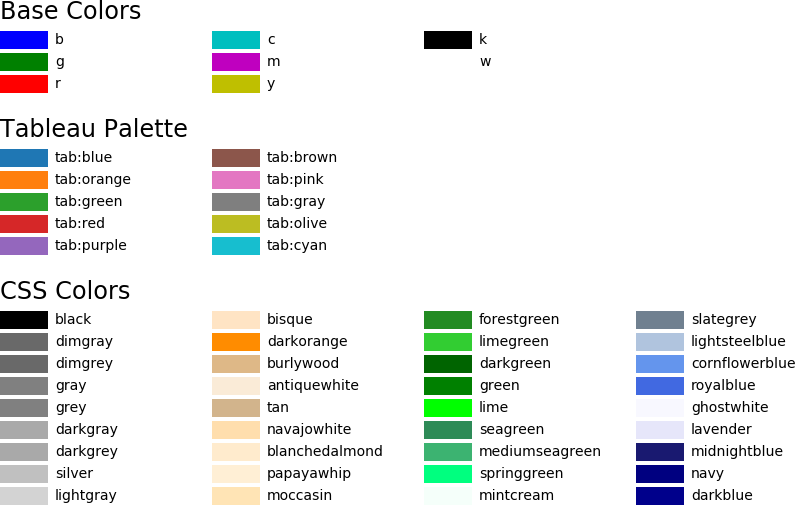 Base Colors
b
g
r
c
m
y
k
w
Tableau Palette
tab:blue
tab:orange
tab:green
tab:red
tab:purple
tab:brown
tab:pink
tab:gray
tab:olive
tab:cyan
CSS Colors
black
dimgray
dimgrey
gray
grey
darkgray
darkgrey
silver
lightgray
bisque
darkorange
burlywood
antiquewhite
tan
navajowhite
blanchedalmond
papayawhip
moccasin
forestgreen
limegreen
darkgreen
green
lime
seagreen
mediumseagreen
springgreen
mintcream
slategrey
lightsteelblue
cornflowerblue
royalblue
ghostwhite
lavender
midnightblue
navy
darkblue